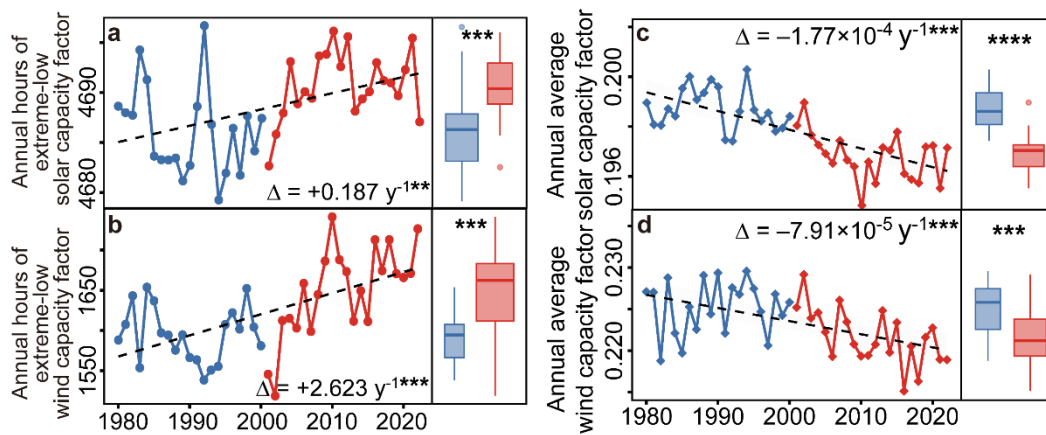 a
Annual hours of
extreme-low
solar capacity factor
4690
4680
***
Δ = +0.187 y⁻¹**
b
Annual hours of
extreme-low
wind capacity factor
1650
1550
***
Δ = +2.623 y⁻¹***
1980 1990 2000 2010 2020
c
Annual average
solar capacity factor
0.200
0.196
Δ = –1.77×10⁻⁴ y⁻¹***
****
d
Annual average
wind capacity factor
0.230
0.220
Δ = –7.91×10⁻⁵ y⁻¹***
***
1980 1990 2000 2010 2020